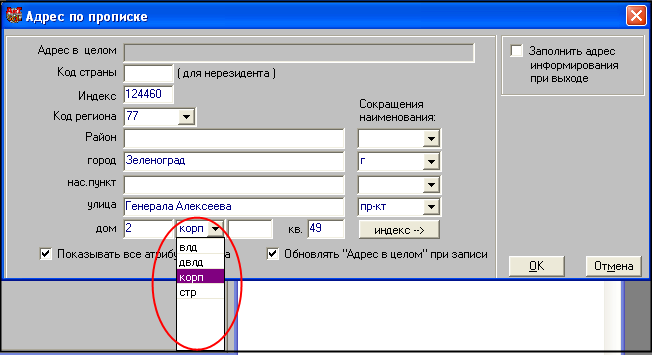 Адрес по прописке
Адрес в целом
Заполнить адрес
информирования
при выходе
Код страны ( для нерезидента )
Индекс 124460
Код региона 77
Сокращения
наименования:
Район
город Зеленоград г
нас.пункт
улица Генерала Алексеева пр-кт
дом 2 корп кв. 49 индекс -->
влд
двлд
корп
стр
Показывать все Обновлять "Адрес в целом" при записи
OK Отмена